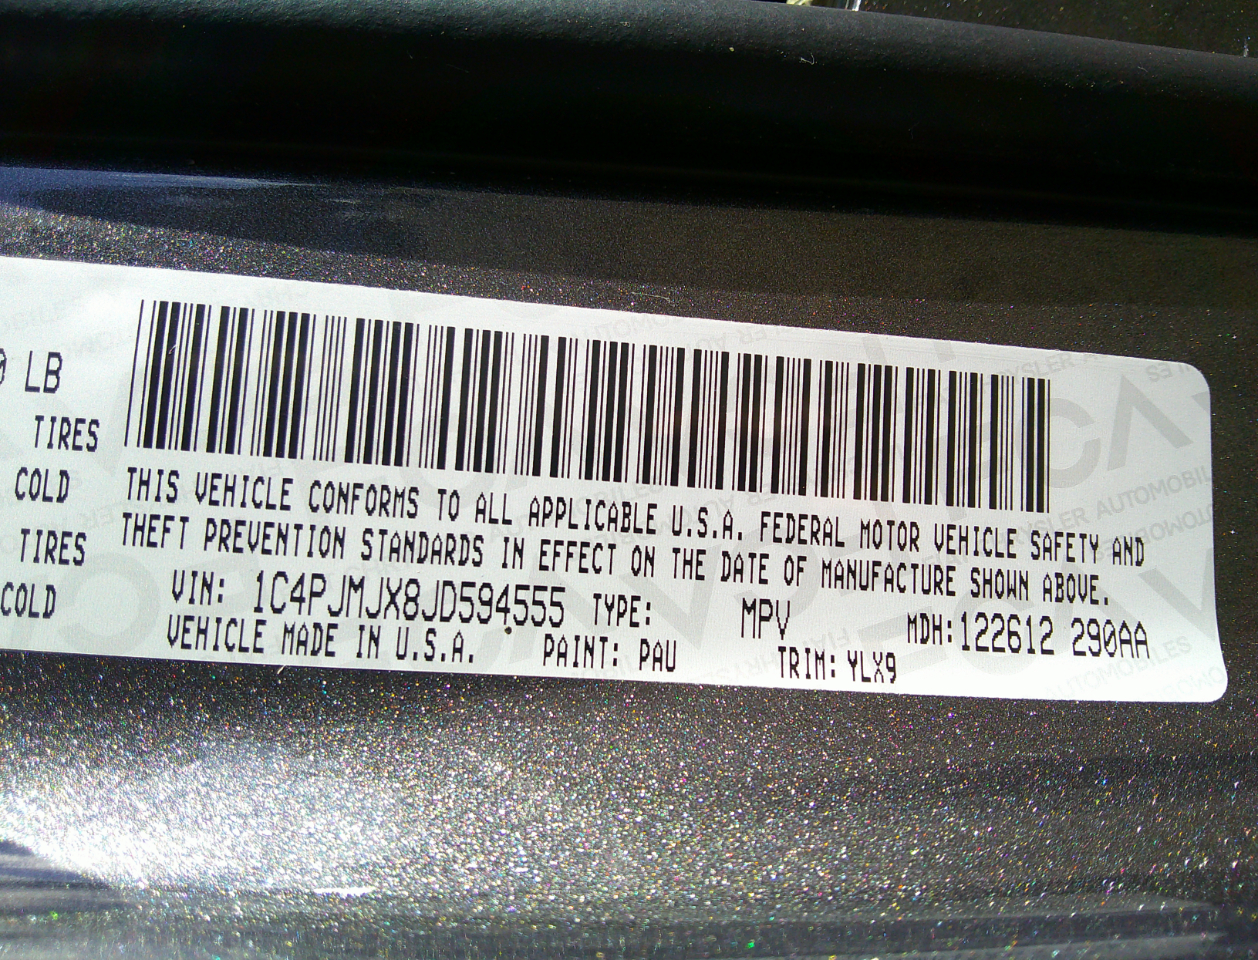 LB
TIRES
COLD
TIRES
COLD
THIS VEHICLE CONFORMS TO ALL APPLICABLE U.S.A. FEDERAL MOTOR VEHICLE SAFETY AND
THEFT PREVENTION STANDARDS IN EFFECT ON THE DATE OF MANUFACTURE SHOWN ABOVE.
VIN: 1C4PJMJX8JD594555 TYPE: MPV MDH:122612 290AA
VEHICLE MADE IN U.S.A. PAINT: PAU TRIM: YLX9